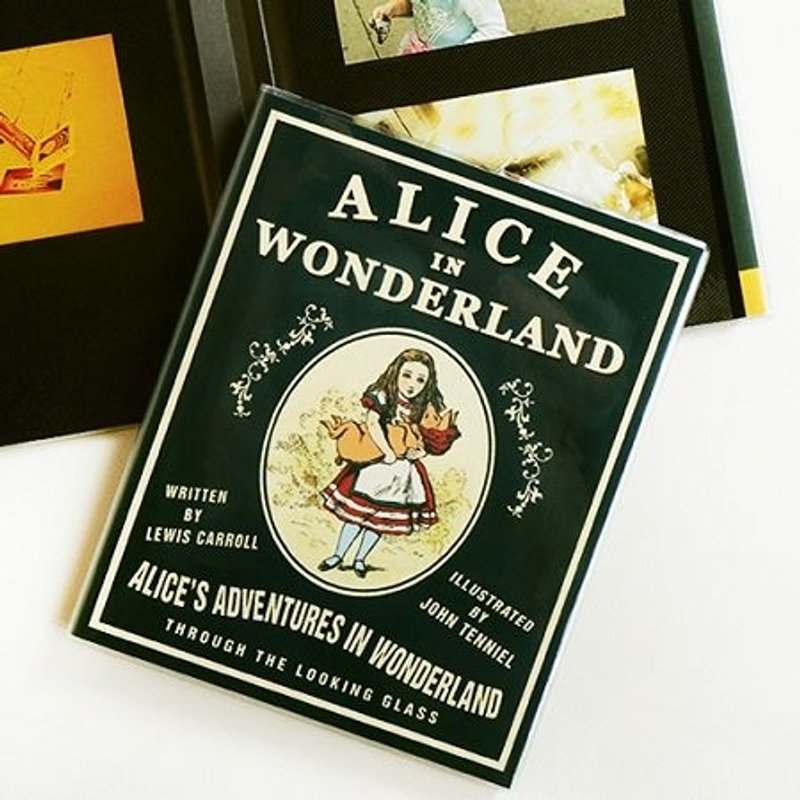 ALICE
IN
WONDERLAND
WRITTEN
BY
LEWIS CARROLL
ILLUSTRATED
BY
JOHN TENNIEL
ALICE'S ADVENTURES IN WONDERLAND
THROUGH THE LOOKING GLASS